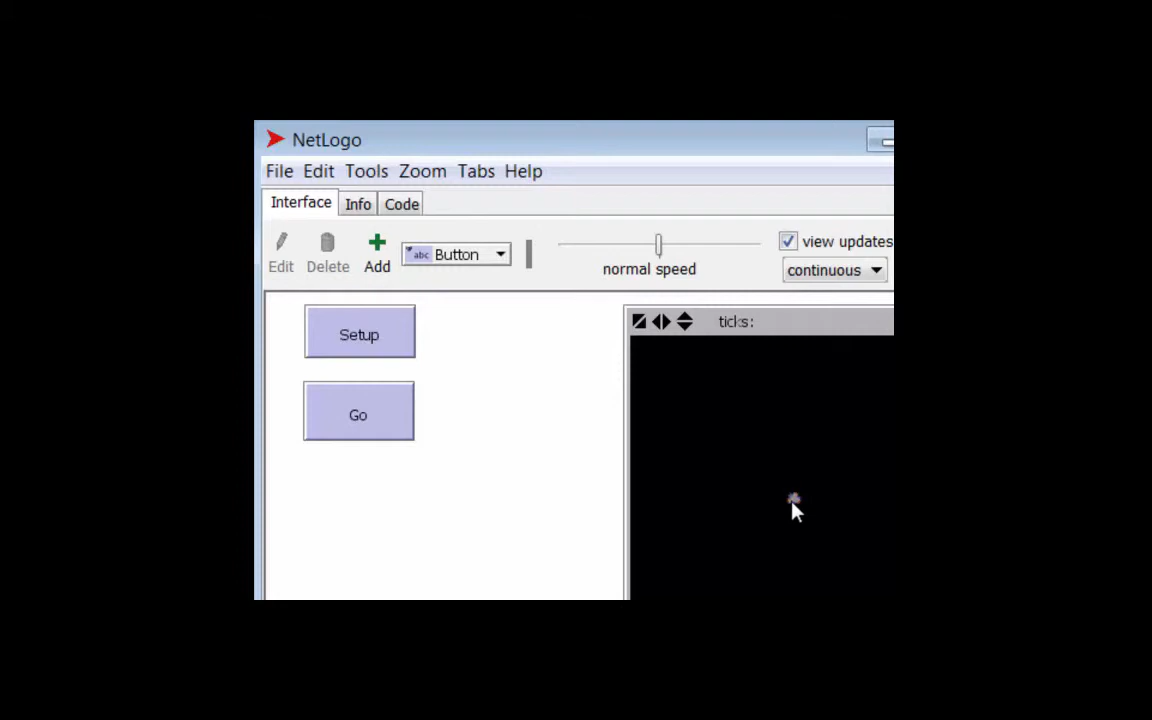 NetLogo
File Edit Tools Zoom Tabs Help
Interface Info Code
Edit Delete Add abc Button normal speed view updates
continuous
Setup
ticks:
Go